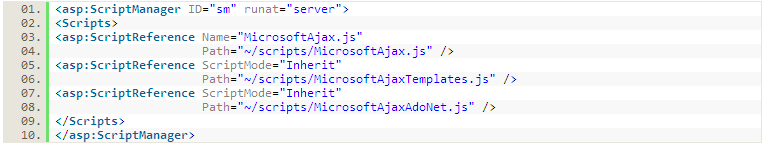 01. <asp:ScriptManager ID="sm" runat="server">
02. <Scripts>
03. <asp:ScriptReference Name="MicrosoftAjax.js"
04.                      Path="~/scripts/MicrosoftAjax.js" />
05. <asp:ScriptReference ScriptMode="Inherit"
06.                      Path="~/scripts/MicrosoftAjaxTemplates.js" />
07. <asp:ScriptReference ScriptMode="Inherit"
08.                      Path="~/scripts/MicrosoftAjaxAdoNet.js" />
09. </Scripts>
10. </asp:ScriptManager>